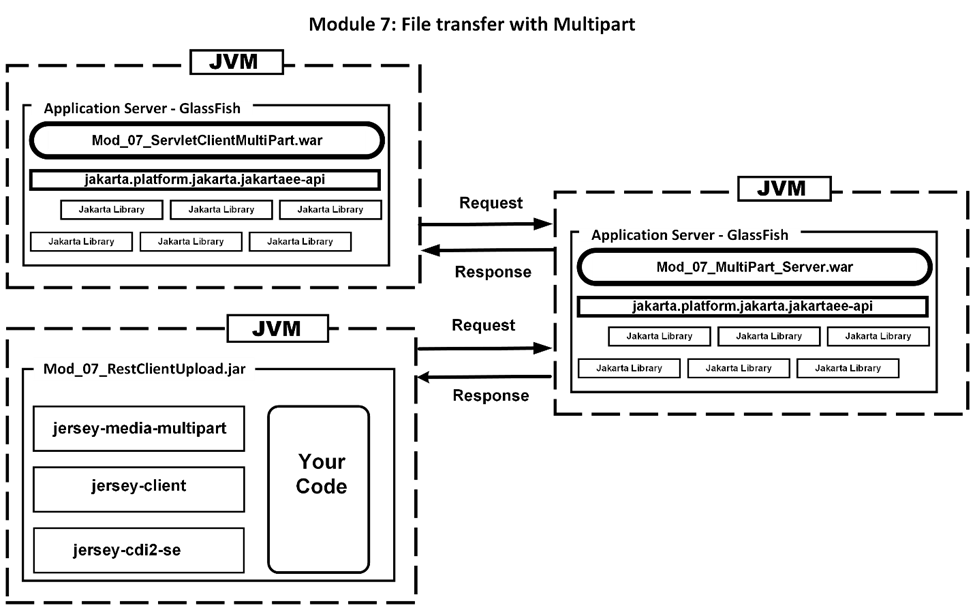 Module 7: File transfer with Multipart
JVM
Application Server - GlassFish
Mod_07_ServletClientMultiPart.war
jakarta.platform.jakarta.jakartaee-api
Jakarta Library Jakarta Library Jakarta Library
Jakarta Library Jakarta Library Jakarta Library
Request
Response
JVM
Application Server - GlassFish
Mod_07_MultiPart_Server.war
jakarta.platform.jakarta.jakartaee-api
Jakarta Library Jakarta Library Jakarta Library
Jakarta Library Jakarta Library Jakarta Library
JVM
Request
Response
Mod_07_RestClientUpload.jar
jersey-media-multipart
jersey-client
jersey-cdi2-se
Your
Code